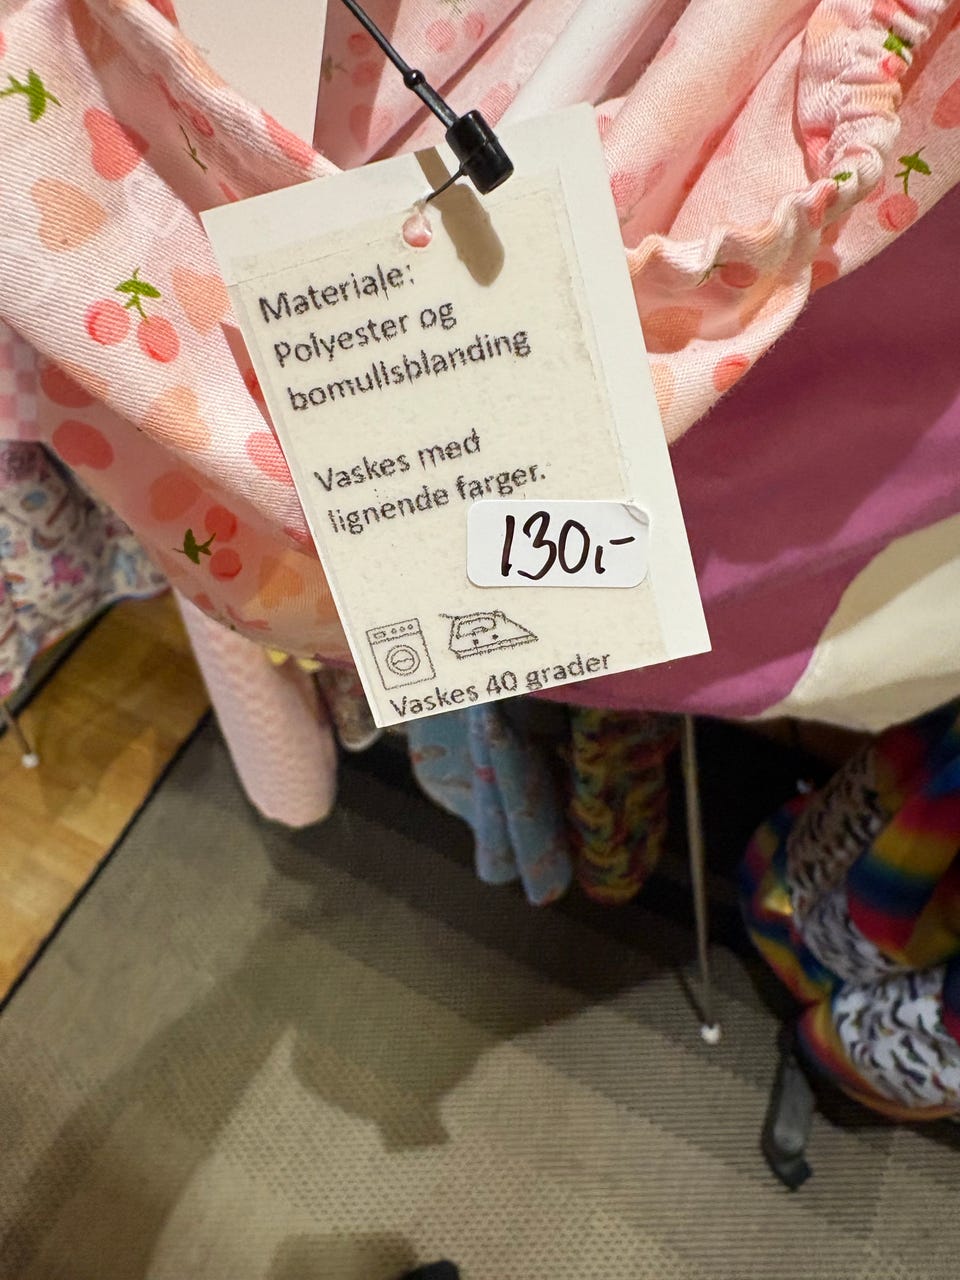 Materiale:
polyester og
bomullsblanding
Vaskes med
lignende farger.
130,-
Vaskes 40 grader